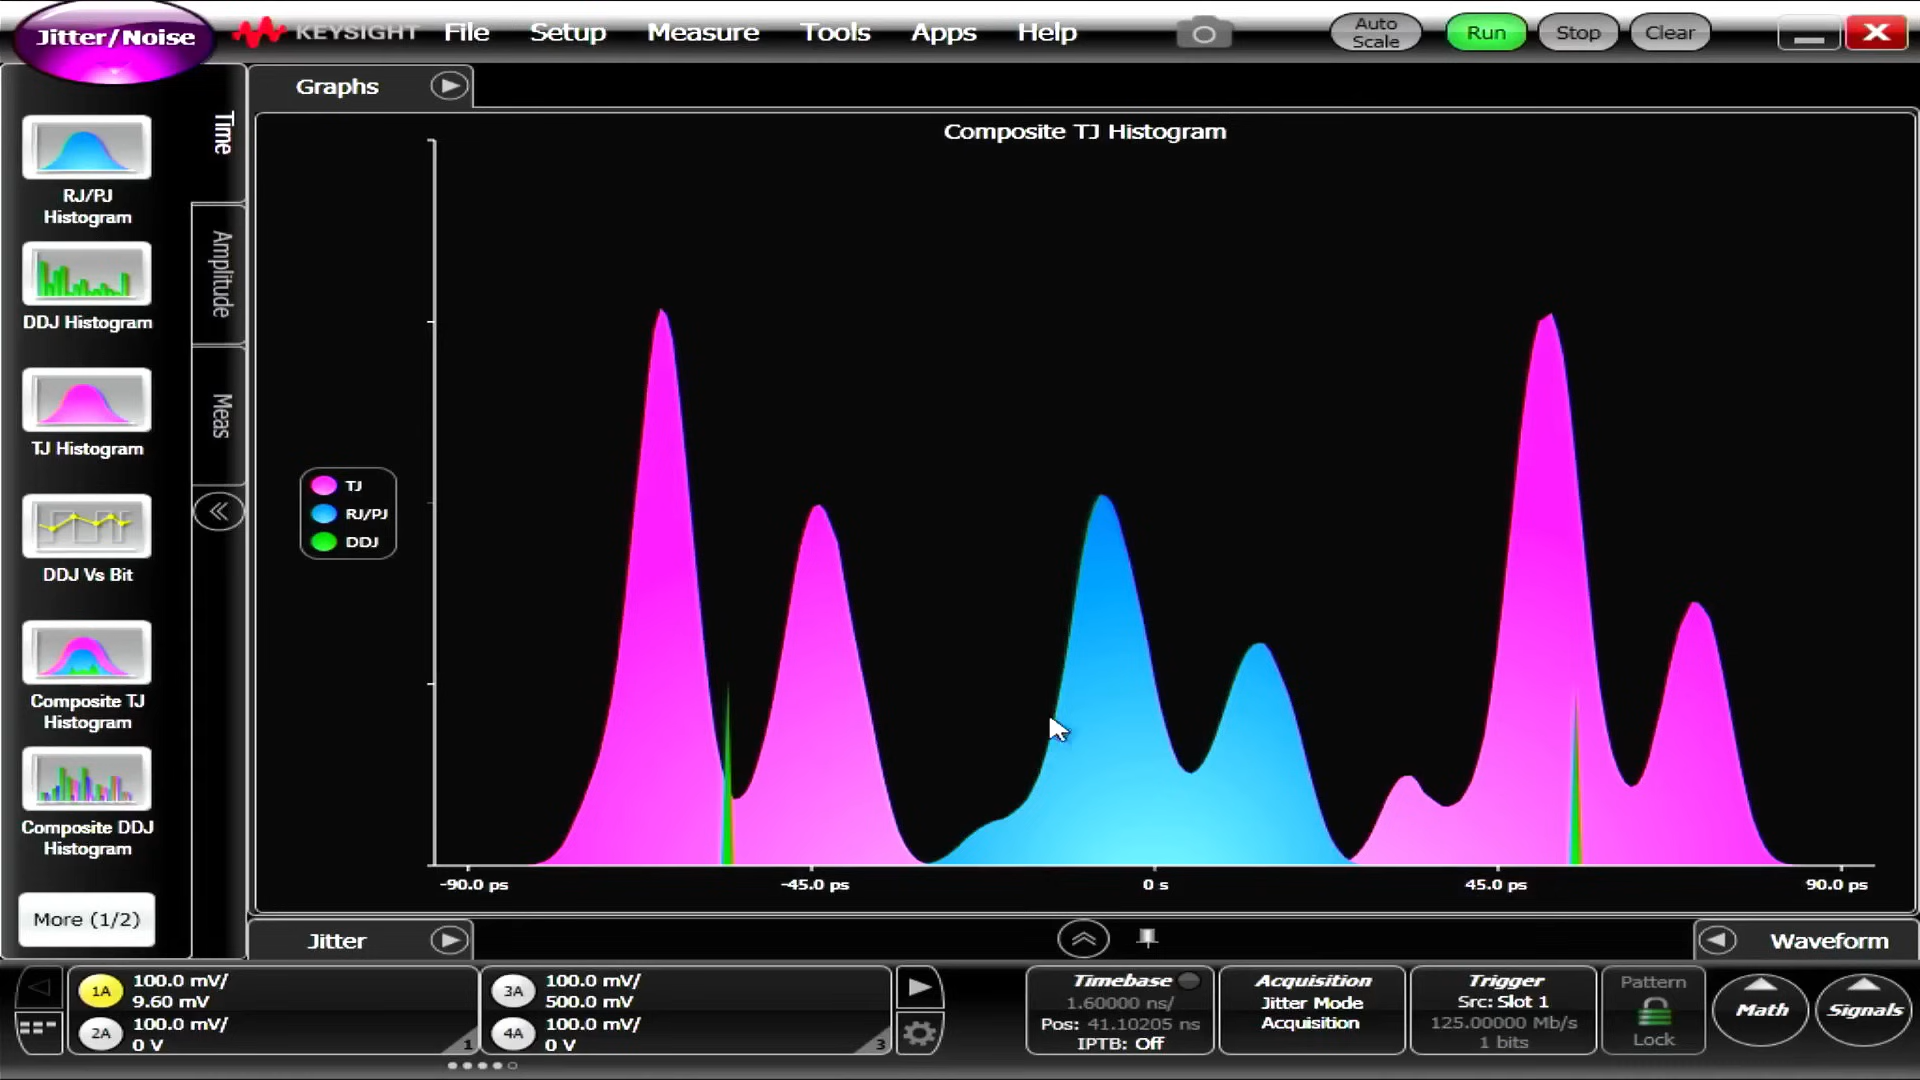 Jitter/Noise
KEYSIGHT
File
Setup
Measure
Tools
Apps
Help
Auto
Scale
Run
Stop
Clear
Graphs
Time
Amplitude
Meas
RJ/PJ
Histogram
DDJ Histogram
TJ Histogram
DDJ Vs Bit
Composite TJ
Histogram
Composite DDJ
Histogram
More (1/2)
Composite TJ Histogram
TJ
RJ/PJ
DDJ
-90.0 ps
-45.0 ps
0 s
45.0 ps
90.0 ps
Jitter
Waveform
1A
100.0 mV/
9.60 mV
2A
100.0 mV/
0 V
1
3A
100.0 mV/
500.0 mV
4A
100.0 mV/
0 V
3
Timebase
1.60000 ns/
Pos: 41.10205 ns
IPTB: Off
Acquisition
Jitter Mode
Acquisition
Trigger
Src: Slot 1
125.00000 Mb/s
1 bits
Pattern
Lock
Math
Signals